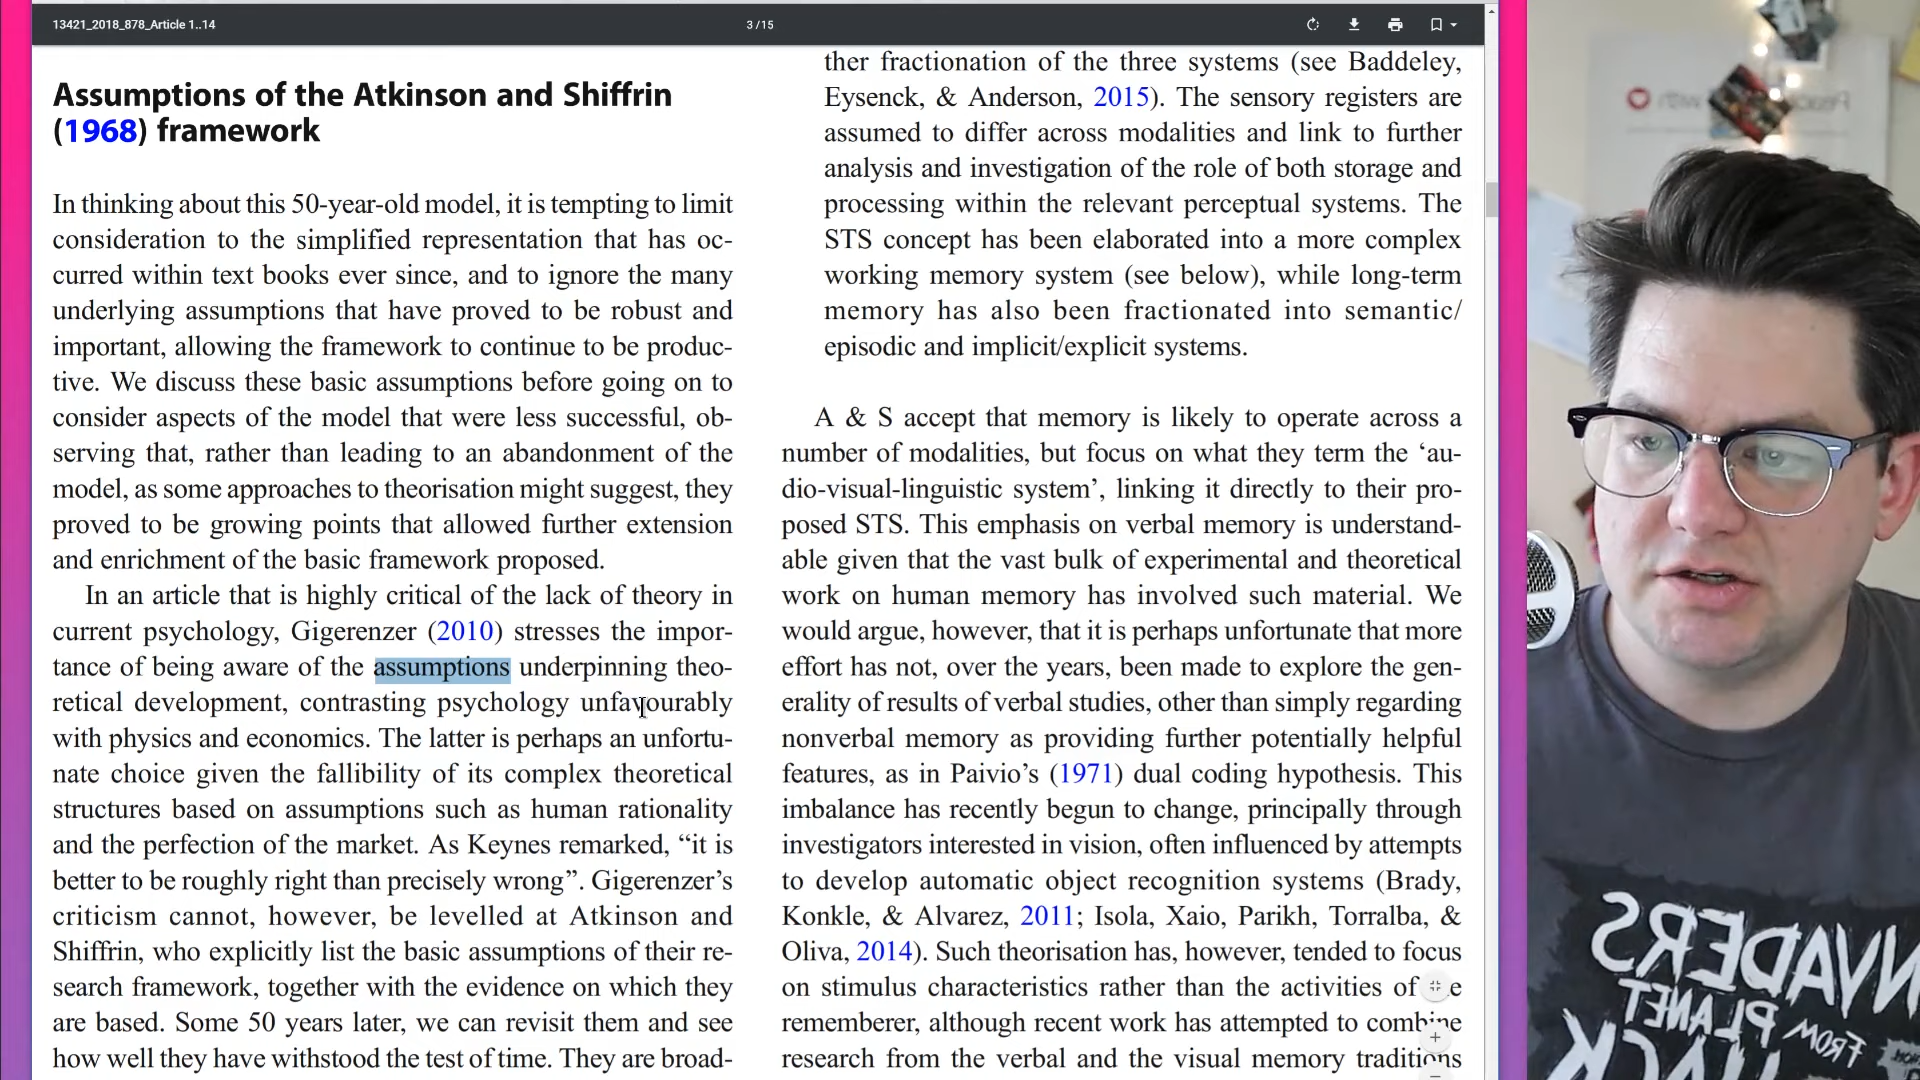 13421_2018_878_Article 1..14
3 / 15
Assumptions of the Atkinson and Shiffrin
(1968) framework
In thinking about this 50-year-old model, it is tempting to limit
consideration to the simplified representation that has oc-
curred within text books ever since, and to ignore the many
underlying assumptions that have proved to be robust and
important, allowing the framework to continue to be produc-
tive. We discuss these basic assumptions before going on to
consider aspects of the model that were less successful, ob-
serving that, rather than leading to an abandonment of the
model, as some approaches to theorisation might suggest, they
proved to be growing points that allowed further extension
and enrichment of the basic framework proposed.
In an article that is highly critical of the lack of theory in
current psychology, Gigerenzer (2010) stresses the impor-
tance of being aware of the assumptions underpinning theo-
retical development, contrasting psychology unfavourably
with physics and economics. The latter is perhaps an unfortu-
nate choice given the fallibility of its complex theoretical
structures based on assumptions such as human rationality
and the perfection of the market. As Keynes remarked, “it is
better to be roughly right than precisely wrong”. Gigerenzer’s
criticism cannot, however, be levelled at Atkinson and
Shiffrin, who explicitly list the basic assumptions of their re-
search framework, together with the evidence on which they
are based. Some 50 years later, we can revisit them and see
how well they have withstood the test of time. They are broad-
ther fractionation of the three systems (see Baddeley,
Eysenck, & Anderson, 2015). The sensory registers are
assumed to differ across modalities and link to further
analysis and investigation of the role of both storage and
processing within the relevant perceptual systems. The
STS concept has been elaborated into a more complex
working memory system (see below), while long-term
memory has also been fractionated into semantic/
episodic and implicit/explicit systems.
A & S accept that memory is likely to operate across a
number of modalities, but focus on what they term the ‘au-
dio-visual-linguistic system’, linking it directly to their pro-
posed STS. This emphasis on verbal memory is understand-
able given that the vast bulk of experimental and theoretical
work on human memory has involved such material. We
would argue, however, that it is perhaps unfortunate that more
effort has not, over the years, been made to explore the gen-
erality of results of verbal studies, other than simply regarding
nonverbal memory as providing further potentially helpful
features, as in Paivio’s (1971) dual coding hypothesis. This
imbalance has recently begun to change, principally through
investigators interested in vision, often influenced by attempts
to develop automatic object recognition systems (Brady,
Konkle, & Alvarez, 2011; Isola, Xaio, Parikh, Torralba, &
Oliva, 2014). Such theorisation has, however, tended to focus
on stimulus characteristics rather than the activities of
rememberer, although recent work has attempted to combine
research from the verbal and the visual memory traditions
INVADERS
FROM PLANET
HACK